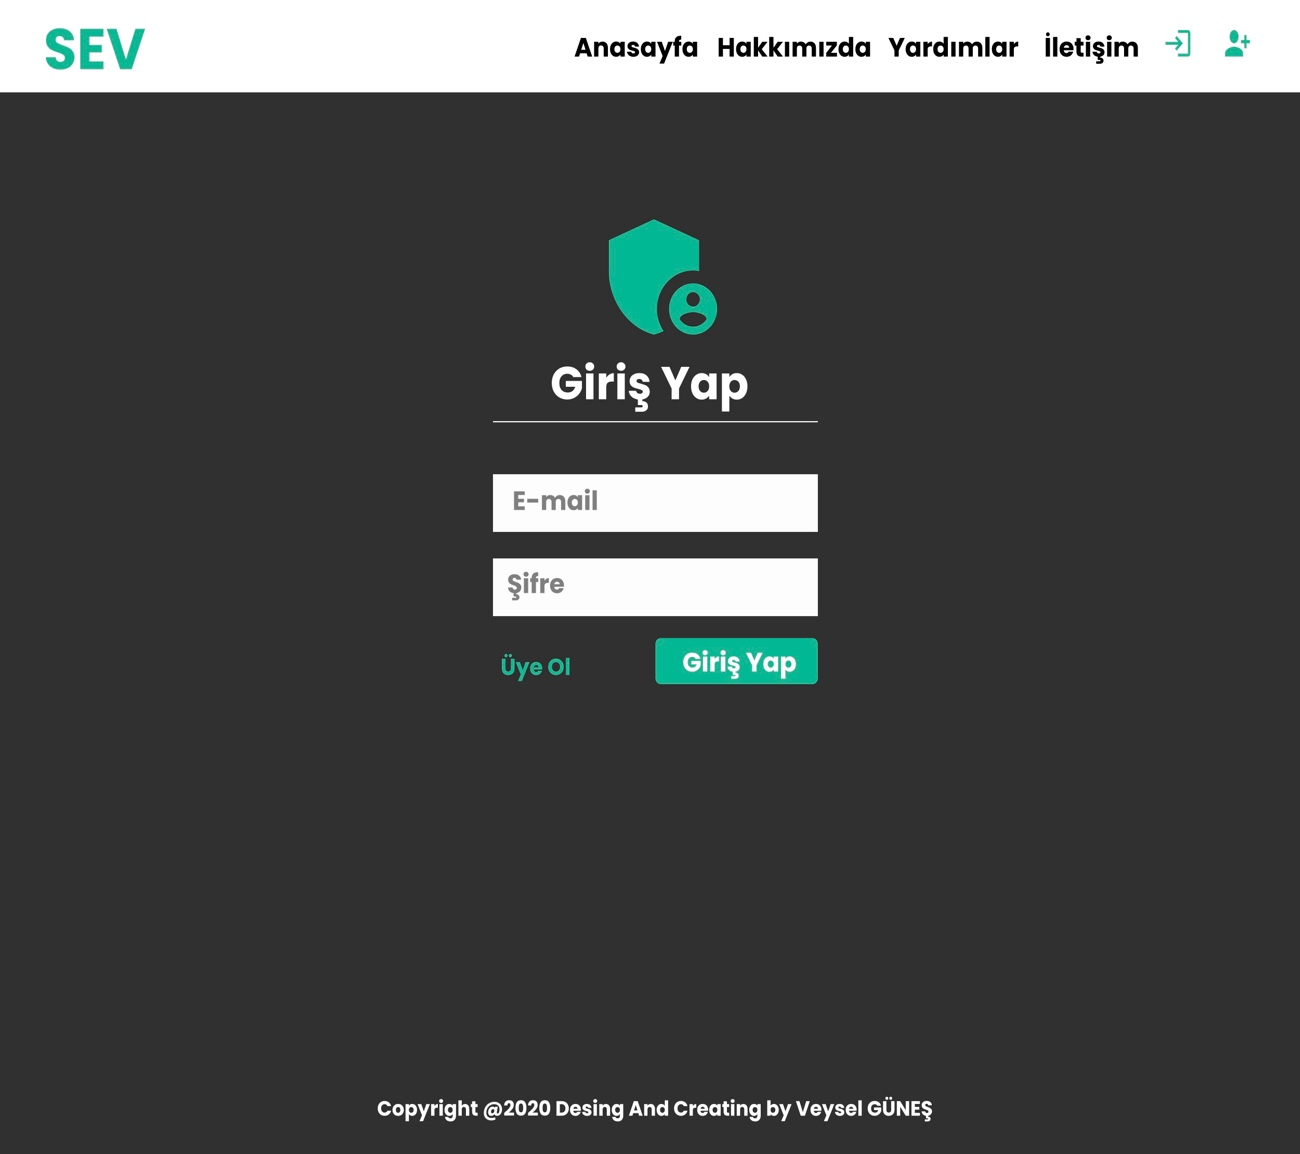 SEV
Anasayfa Hakkımızda Yardımlar İletişim
Giriş Yap
E-mail
Şifre
Üye Ol
Giriş Yap
Copyright @2020 Desing And Creating by Veysel GÜNEŞ